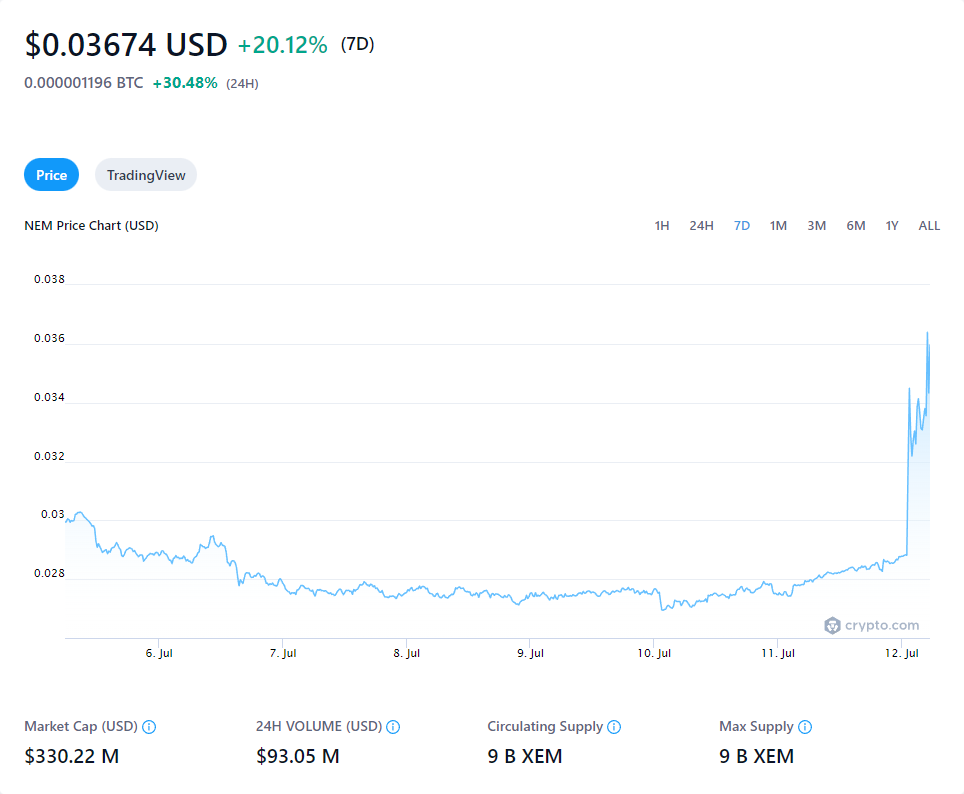 $0.03674 USD +20.12% (7D)
0.000001196 BTC +30.48% (24H)
Price TradingView
NEM Price Chart (USD) 1H 24H 7D 1M 3M 6M 1Y ALL
0.038
0.036
0.034
0.032
0.03
0.028
crypto.com
6. Jul 7. Jul 8. Jul 9. Jul 10. Jul 11. Jul 12. Jul
Market Cap (USD) 24H VOLUME (USD) Circulating Supply Max Supply
$330.22 M $93.05 M 9 B XEM 9 B XEM